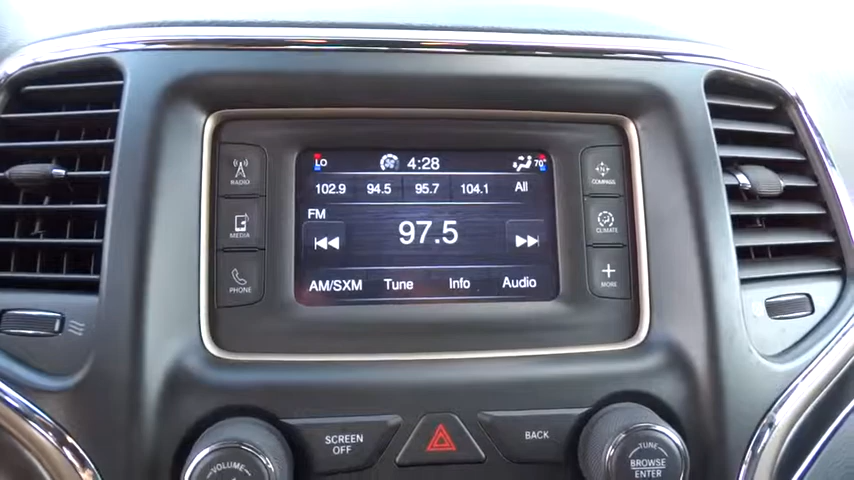 LO 4:28 70°
102.9 94.5 95.7 104.1 All
FM
97.5
AM/SXM Tune Info Audio
RADIO
MEDIA
PHONE
COMPASS
CLIMATE
MORE
SCREEN
OFF
BACK
VOLUME
TUNE
BROWSE
ENTER